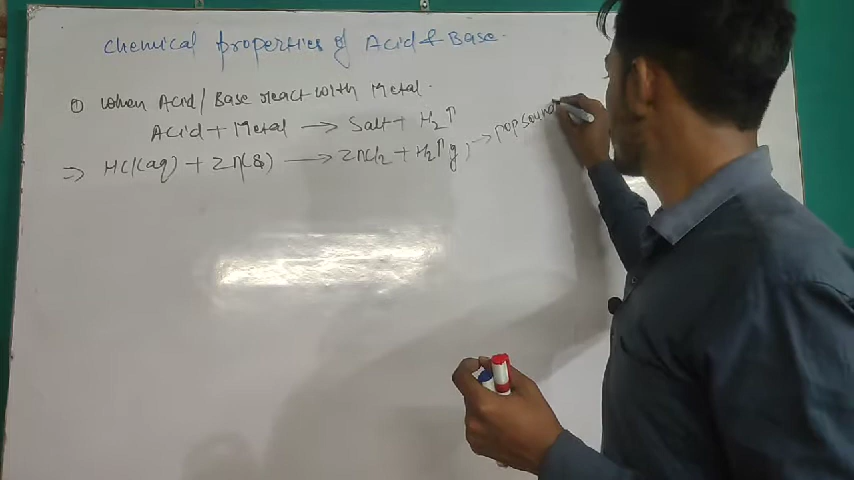 Chemical properties of Acid & Base-
① When Acid/Base react with Metal.
Acid + Metal → Salt + H₂↑
⇒ HCl(aq) + Zn(s) → ZnCl₂ + H₂↑g, → pop sound